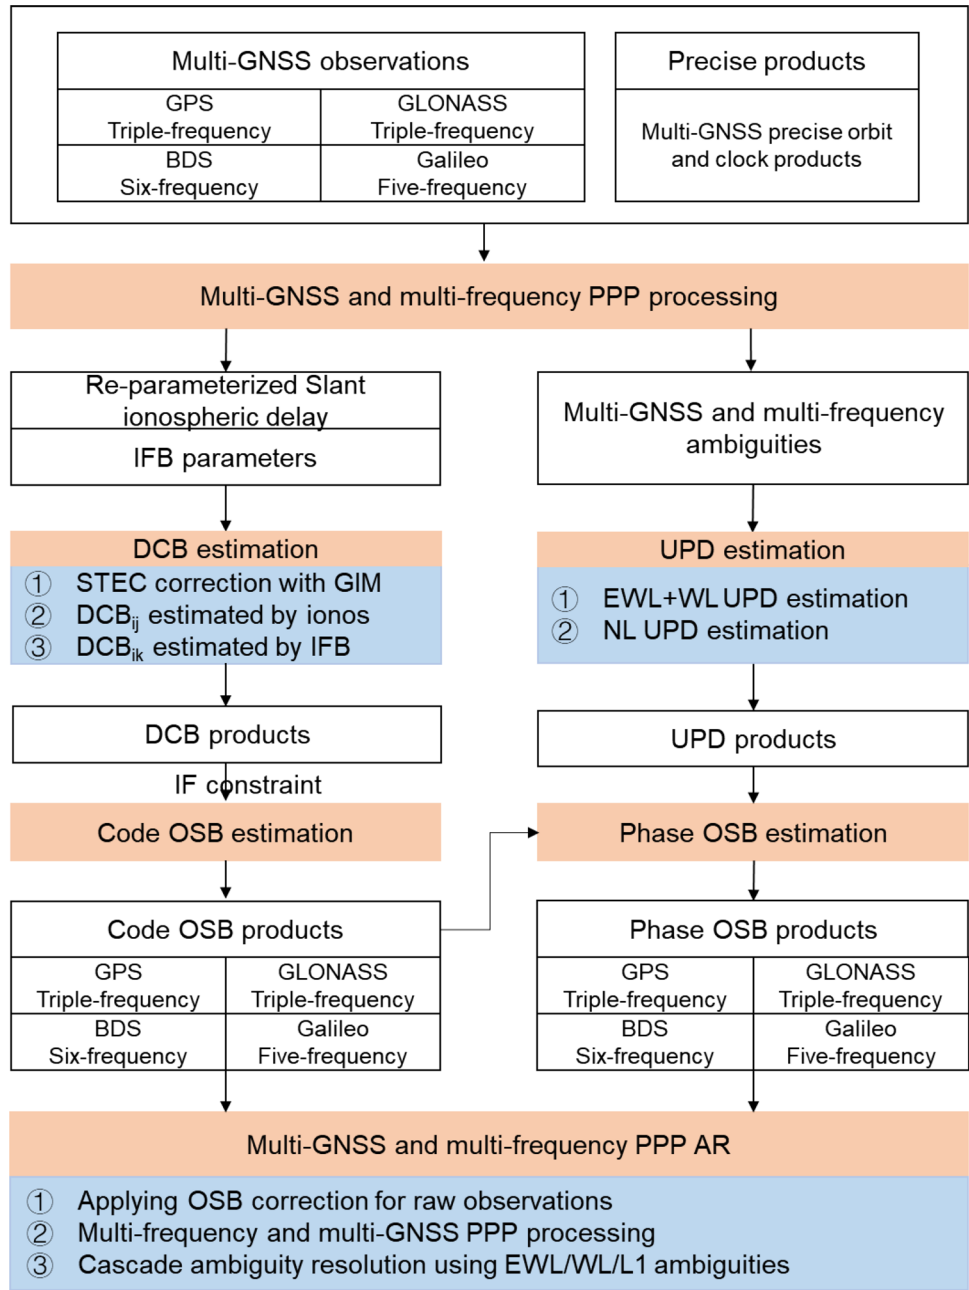 Multi-GNSS observations
GPS
Triple-frequency
GLONASS
Triple-frequency
BDS
Six-frequency
Galileo
Five-frequency
Precise products
Multi-GNSS precise orbit
and clock products
Multi-GNSS and multi-frequency PPP processing
Re-parameterized Slant
ionospheric delay
IFB parameters
Multi-GNSS and multi-frequency
ambiguities
DCB estimation
① STEC correction with GIM
② DCBij estimated by ionos
③ DCBik estimated by IFB
UPD estimation
① EWL+WL UPD estimation
② NL UPD estimation
DCB products
UPD products
IF constraint
Code OSB estimation
Phase OSB estimation
Code OSB products
GPS
Triple-frequency
GLONASS
Triple-frequency
BDS
Six-frequency
Galileo
Five-frequency
Phase OSB products
GPS
Triple-frequency
GLONASS
Triple-frequency
BDS
Six-frequency
Galileo
Five-frequency
Multi-GNSS and multi-frequency PPP AR
① Applying OSB correction for raw observations
② Multi-frequency and multi-GNSS PPP processing
③ Cascade ambiguity resolution using EWL/WL/L1 ambiguities